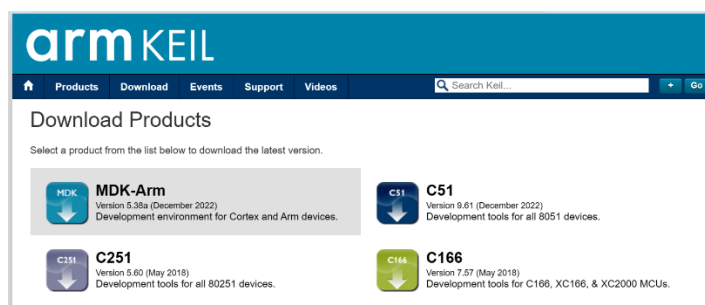 arm KEIL
Products Download Events Support Videos Search Keil... + Go
Download Products
Select a product from the list below to download the latest version.
MDK
MDK-Arm
Version 5.38a (December 2022)
Development environment for Cortex and Arm devices.
C51
C51
Version 9.61 (December 2022)
Development tools for all 8051 devices.
C251
C251
Version 5.60 (May 2018)
Development tools for all 80251 devices.
C166
C166
Version 7.57 (May 2018)
Development tools for C166, XC166, & XC2000 MCUs.